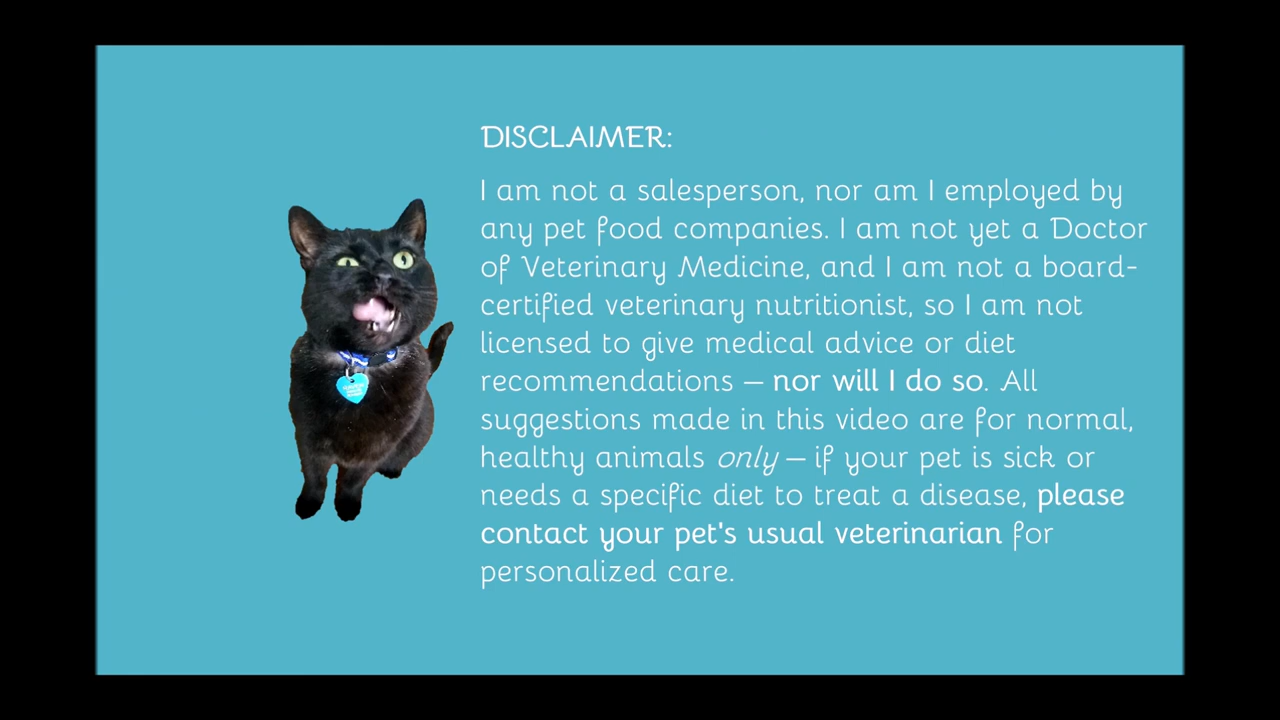 DISCLAIMER:
I am not a salesperson, nor am I employed by
any pet food companies. I am not yet a Doctor
of Veterinary Medicine, and I am not a board-
certified veterinary nutritionist, so I am not
licensed to give medical advice or diet
recommendations – nor will I do so. All
suggestions made in this video are for normal,
healthy animals only – if your pet is sick or
needs a specific diet to treat a disease, please
contact your pet's usual veterinarian for
personalized care.